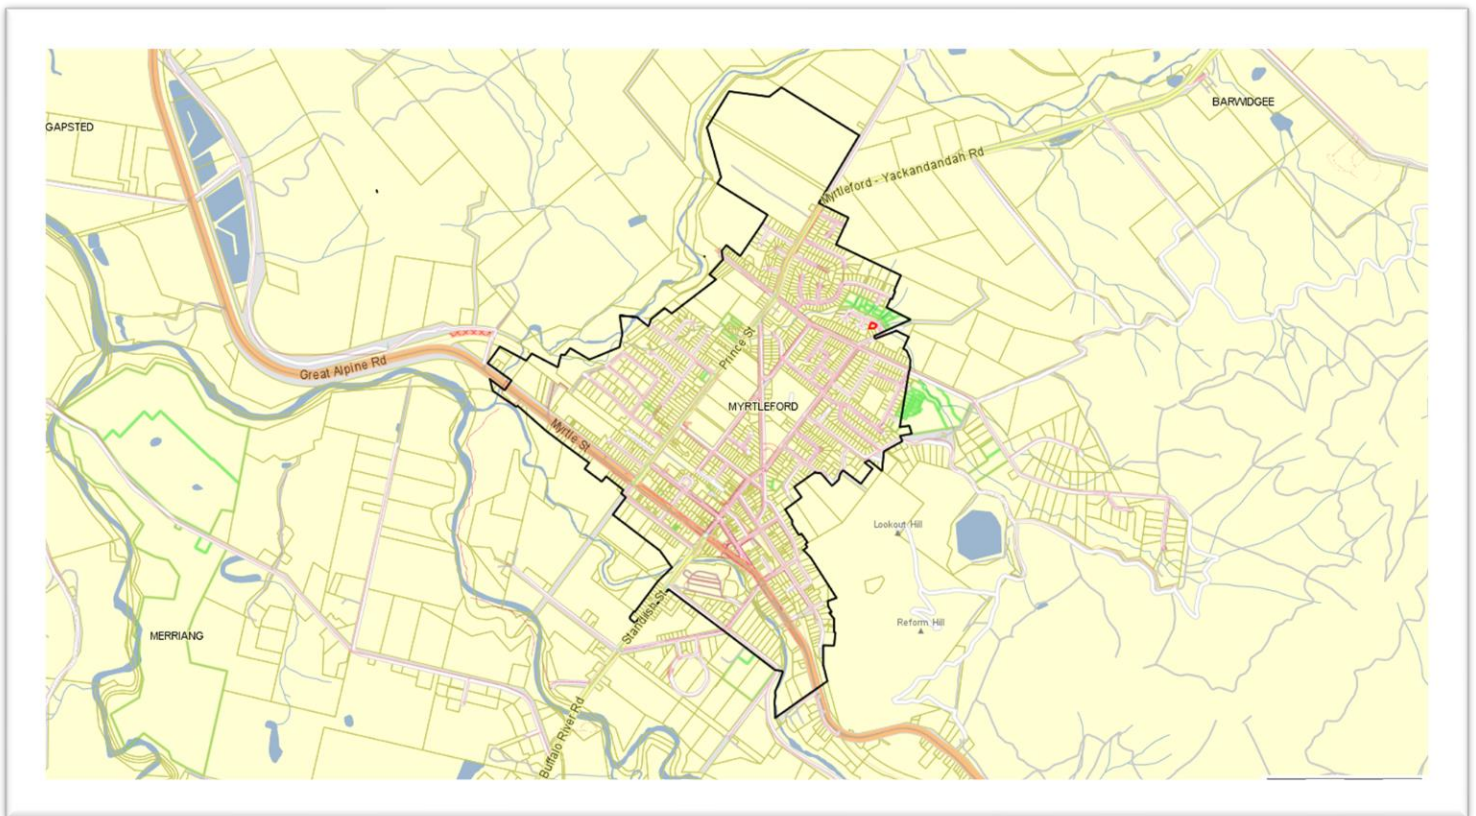 BARWIDGEE
GAPSTED
Myrtleford - Yackandandah Rd
Prince St
Great Alpine Rd
MYRTLEFORD
Myrtle St
Lookout Hill
Standish St
Reform Hill
MERRIANG
Buffalo River Rd